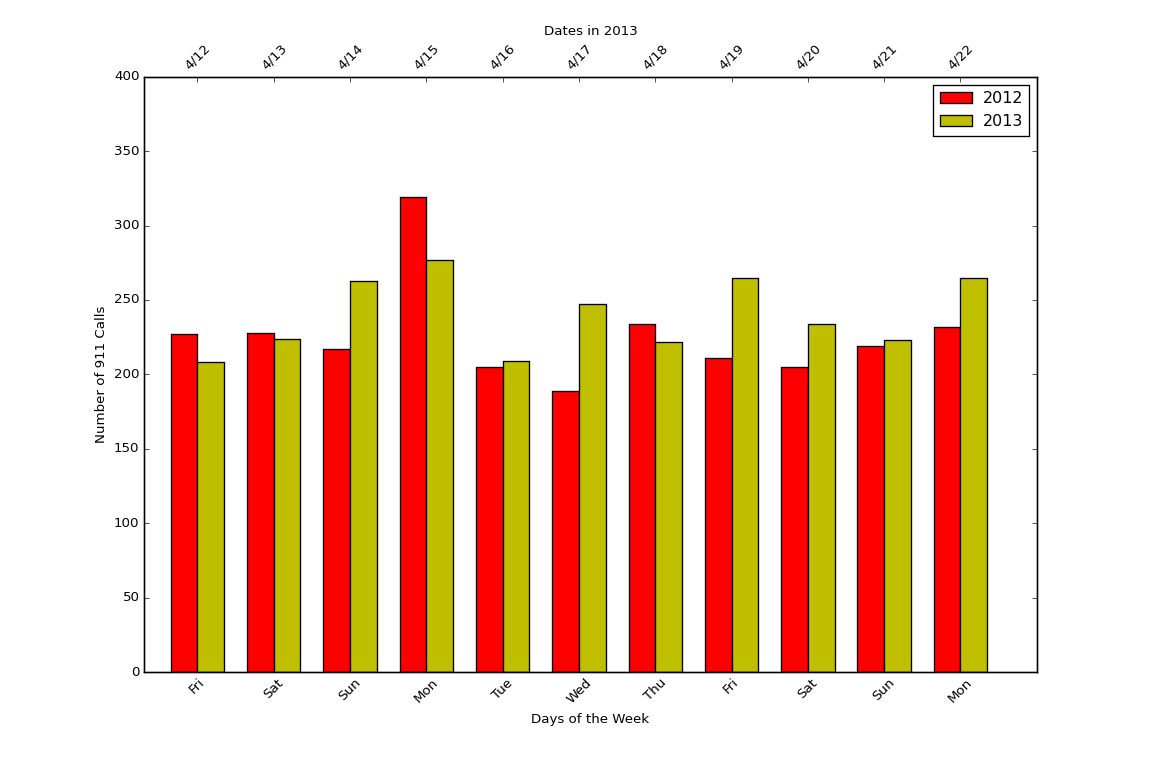 Dates in 2013
4/12 4/13 4/14 4/15 4/16 4/17 4/18 4/19 4/20 4/21 4/22
400
350
300
250
200
150
100
50
0
Number of 911 Calls
2012
2013
Fri Sat Sun Mon Tue Wed Thu Fri Sat Sun Mon
Days of the Week